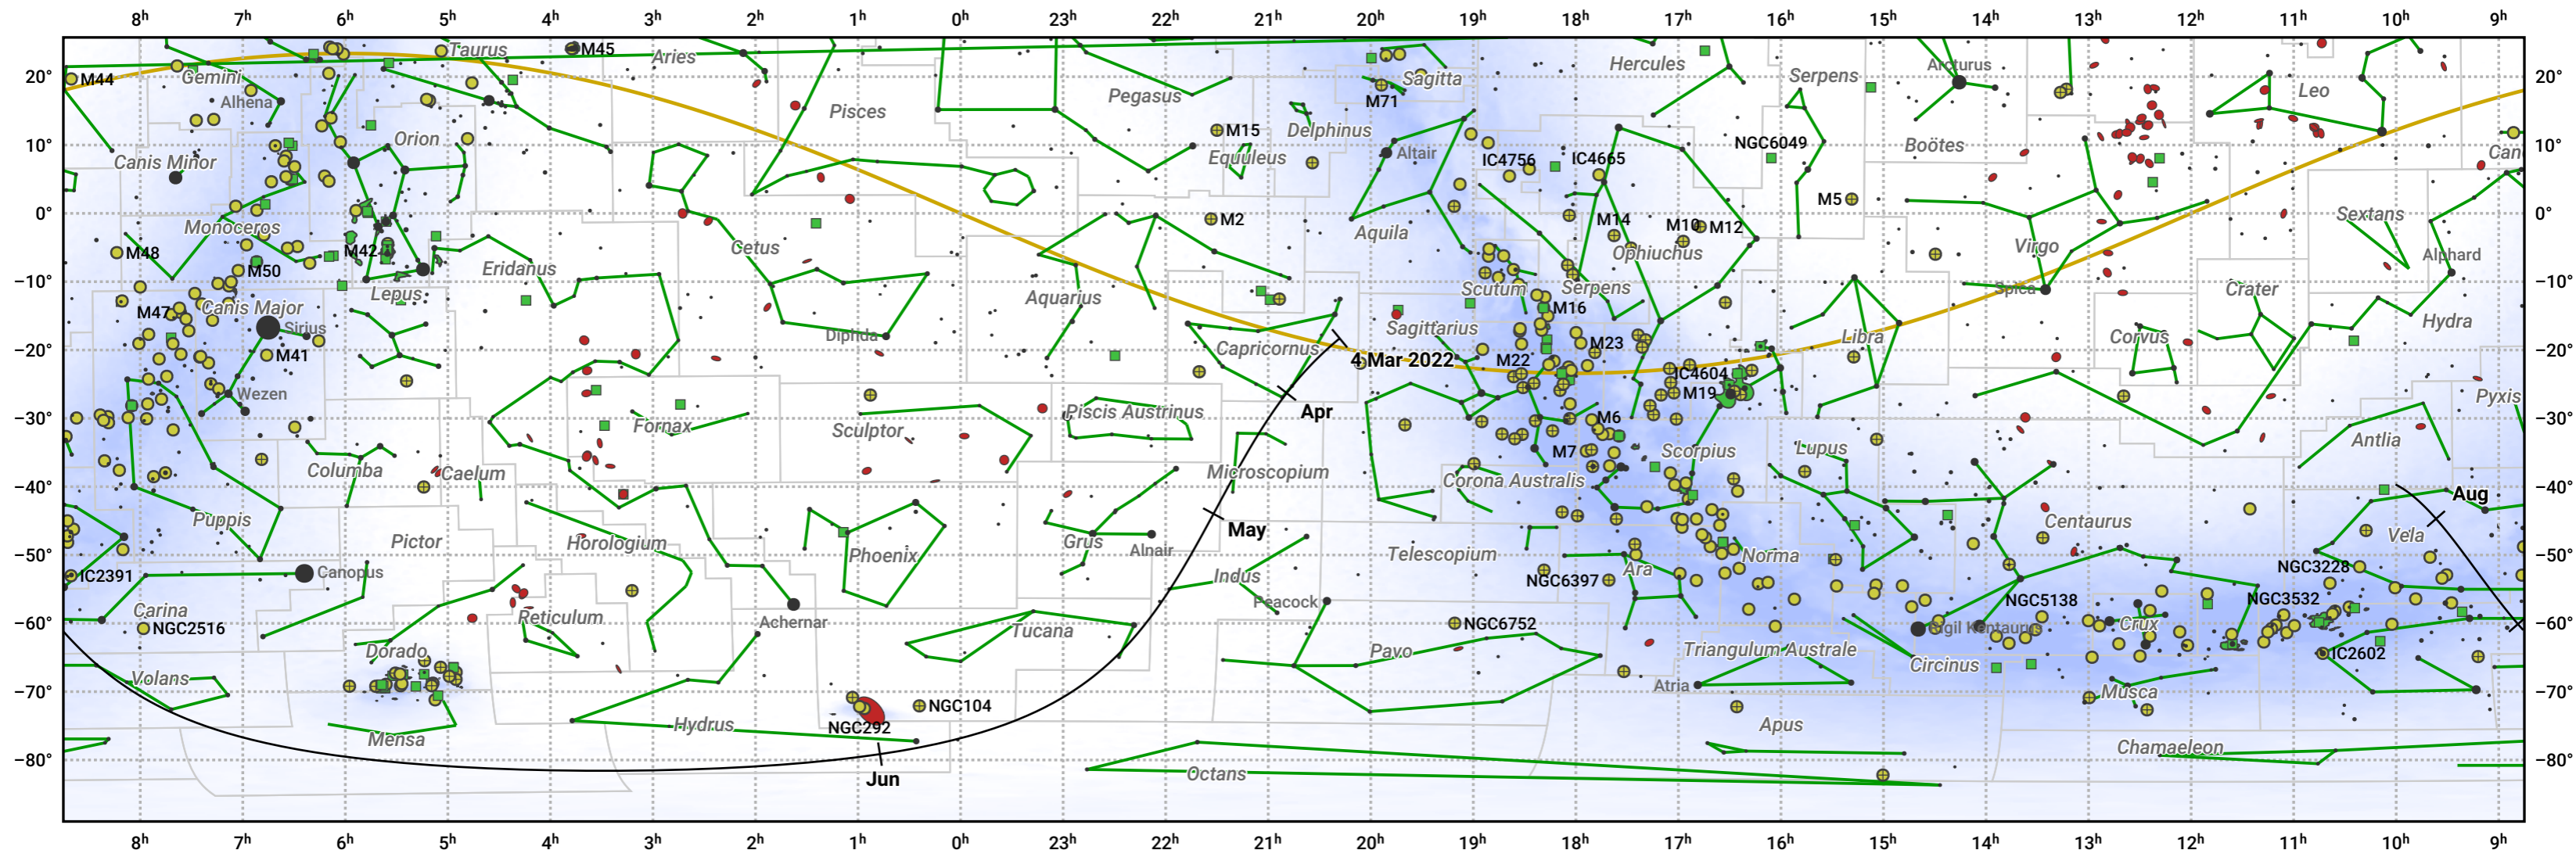 8ʰ 7ʰ 6ʰ 5ʰ 4ʰ 3ʰ 2ʰ 1ʰ 0ʰ 23ʰ 22ʰ 21ʰ 20ʰ 19ʰ 18ʰ 17ʰ 16ʰ 15ʰ 14ʰ 13ʰ 12ʰ 11ʰ 10ʰ 9ʰ
Taurus M45 Aries Hercules Arcturus
20° M44 Gemini Pegasus Sagitta Serpens Leo 20°
Alhena Pisces M71
10° Orion M15 Delphinus Altair IC4756 IC4665 NGC6049 Boötes 10°
Canis Minor Equuleus Can
0° Monoceros M2 Aquila M14 M10 M12 M5 Sextans 0°
M48 M42 Cetus Ophiuchus Virgo Alphard
−10° M50 Eridanus Scutum Serpens Spica Crater −10°
Lepus Aquarius
M47 Canis Major M16
Sirius Diphda Sagittarius Libra Corvus Hydra
−20° M41 Capricornus 4 Mar 2022 M22 M23 −20°
IC4604
Wezen M19 Pyxis
−30° Fornax Sculptor Piscis Austrinus Apr M6 −30°
Columba Caelum Microscopium M7 Scorpius Lupus Antlia
−40° Corona Australis −40°
Aug
Puppis May Centaurus
Pictor Horologium Phoenix Grus Alnair Telescopium Norma Vela
−50° −50°
IC2391 Canopus Indus NGC6397 Ara NGC3228
Carina Reticulum Peacock NGC5138 NGC3532
−60° NGC2516 Achernar Tucana NGC6752 Rigil Kentaurus Crux −60°
Dorado Pavo Triangulum Australe Circinus IC2602
Volans Atria Musca
−70° −70°
NGC104
Mensa Hydrus NGC292 Apus
Chamaeleon
−80° Jun Octans −80°
8ʰ 7ʰ 6ʰ 5ʰ 4ʰ 3ʰ 2ʰ 1ʰ 0ʰ 23ʰ 22ʰ 21ʰ 20ʰ 19ʰ 18ʰ 17ʰ 16ʰ 15ʰ 14ʰ 13ʰ 12ʰ 11ʰ 10ʰ 9ʰ